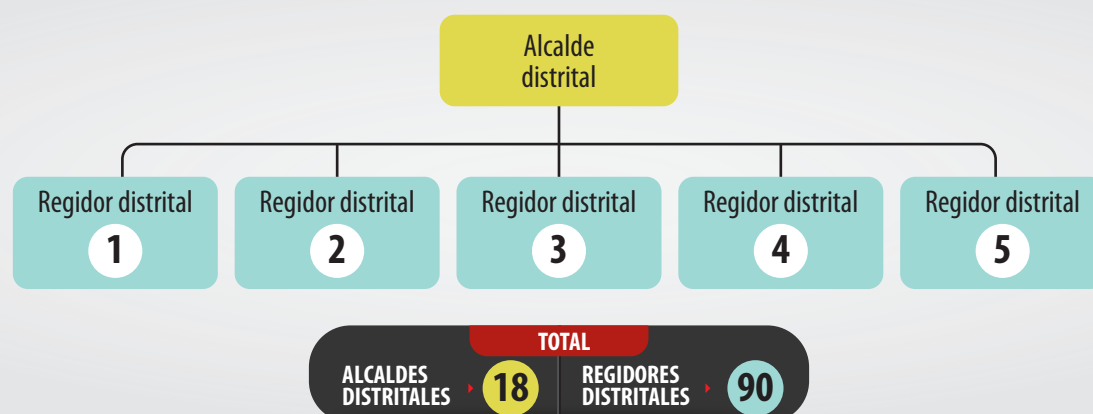 Alcalde
distrital
Regidor distrital
1
Regidor distrital
2
Regidor distrital
3
Regidor distrital
4
Regidor distrital
5
TOTAL
ALCALDES
DISTRITALES
18
REGIDORES
DISTRITALES
90